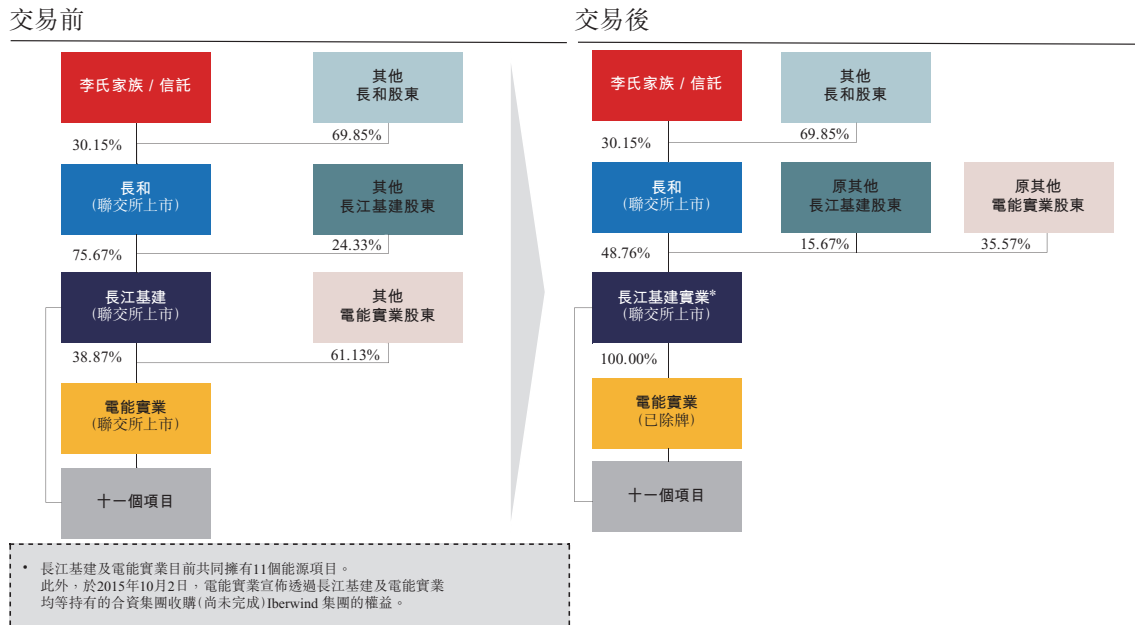 交易前
李氏家族 / 信託
其他
長和股東
30.15%
69.85%
長和
(聯交所上市)
其他
長江基建股東
75.67%
24.33%
長江基建
(聯交所上市)
其他
電能實業股東
38.87%
61.13%
電能實業
(聯交所上市)
十一個項目
• 長江基建及電能實業目前共同擁有11個能源項目。
此外，於2015年10月2日，電能實業宣佈透過長江基建及電能實業
均等持有的合資集團收購(尚未完成)Iberwind 集團的權益。
交易後
李氏家族 / 信託
其他
長和股東
30.15%
69.85%
長和
(聯交所上市)
原其他
長江基建股東
原其他
電能實業股東
48.76%
15.67%
35.57%
長江基建實業*
(聯交所上市)
100.00%
電能實業
(已除牌)
十一個項目